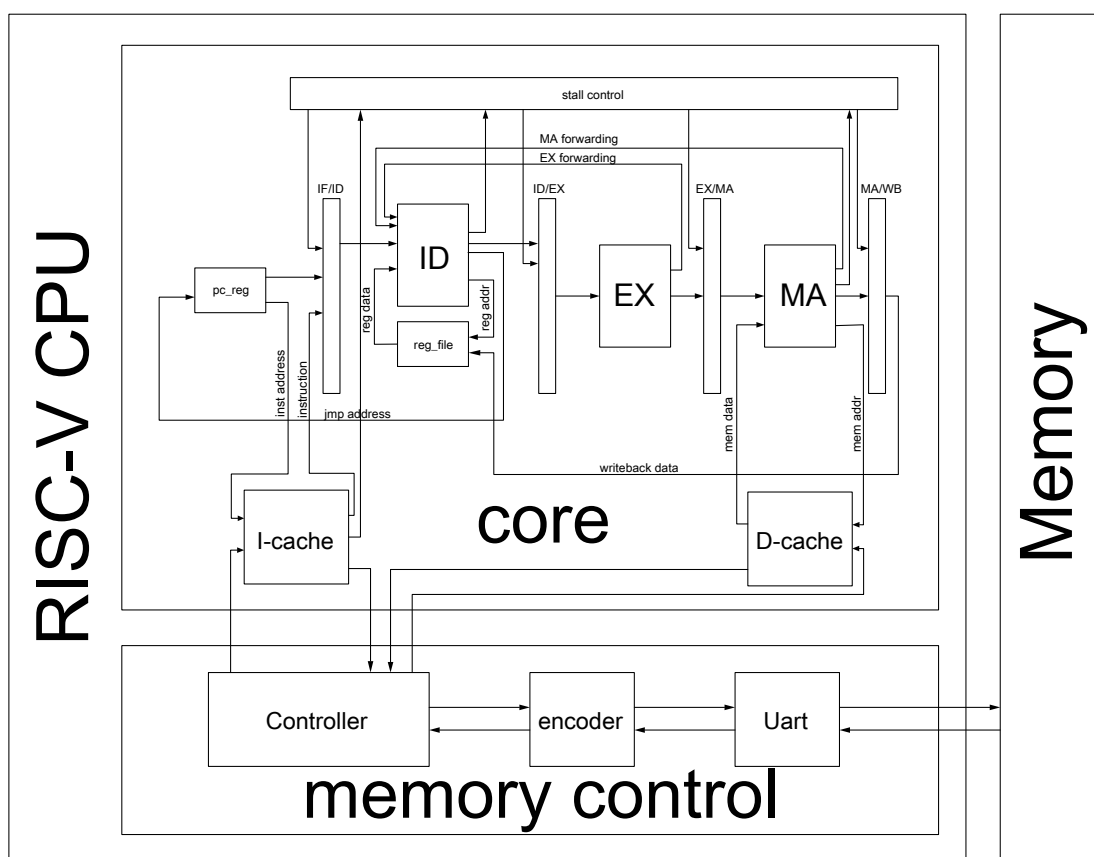 stall control
MA forwarding
EX forwarding
IF/ID
ID/EX
EX/MA
MA/WB
ID
EX
MA
pc_reg
reg data
reg addr
reg_file
inst address
instruction
jmp address
mem data
mem addr
writeback data
I-cache
core
D-cache
RISC-V CPU
Memory
Controller
encoder
Uart
memory control